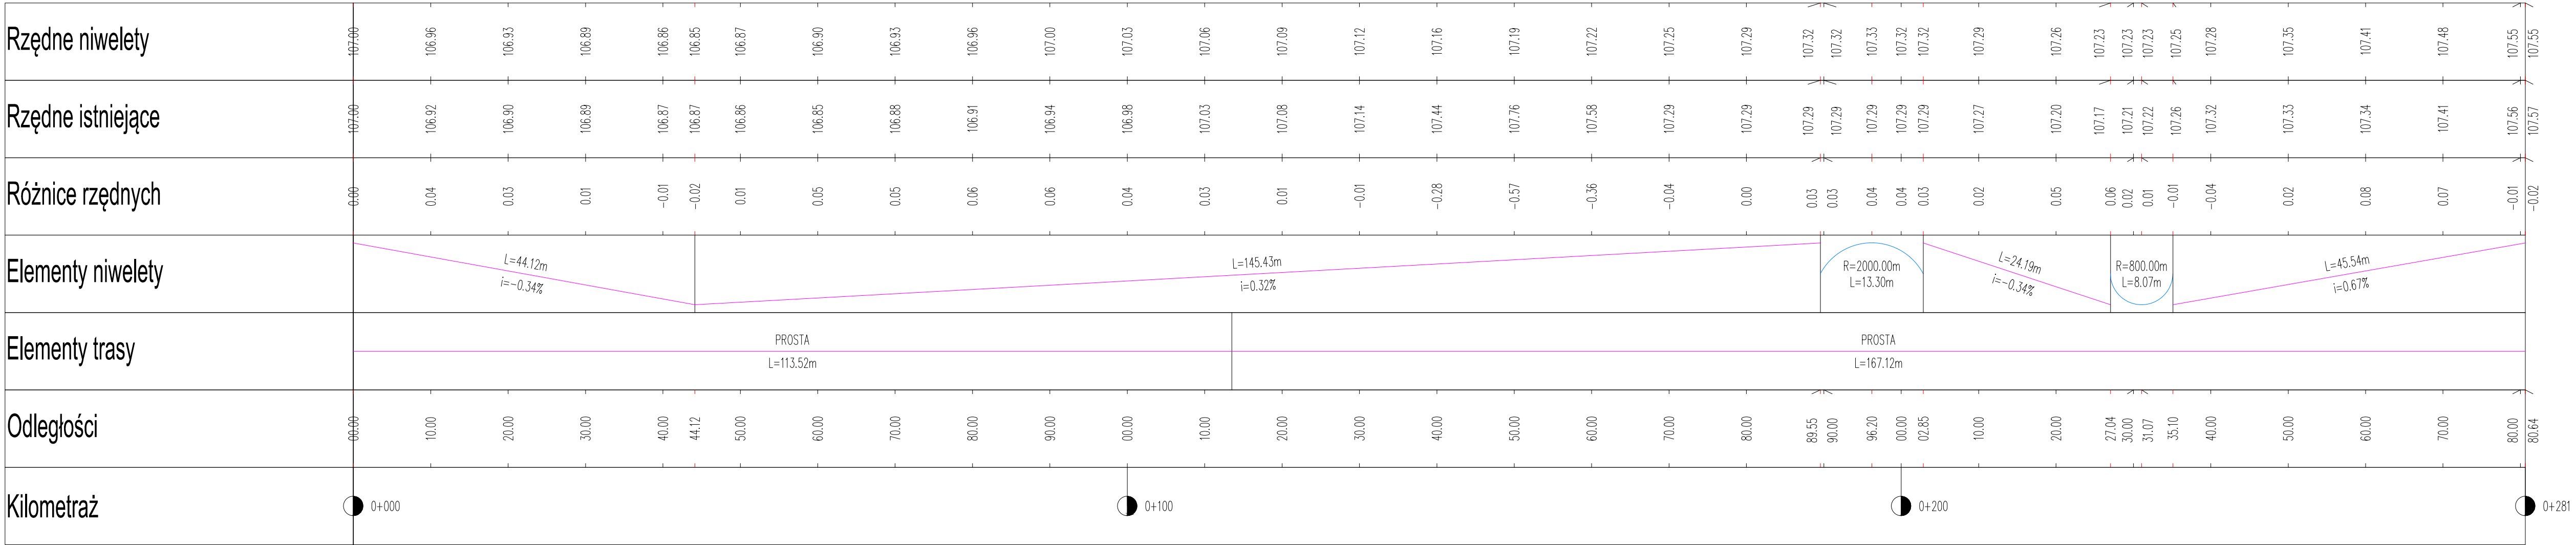 Rzędne niwelety
107.00 106.96 106.93 106.89 106.86 106.85 106.87 106.90 106.93 106.96 107.00 107.03 107.06 107.09 107.12 107.16 107.19 107.22 107.25 107.29 107.32 107.32 107.33 107.32 107.32 107.29 107.26 107.23 107.23 107.23 107.25 107.28 107.35 107.41 107.48 107.55 107.55
Rzędne istniejące
107.00 106.92 106.90 106.89 106.87 106.87 106.86 106.85 106.88 106.91 106.94 106.98 107.03 107.08 107.14 107.44 107.76 107.58 107.29 107.29 107.29 107.29 107.29 107.29 107.29 107.27 107.20 107.17 107.21 107.22 107.26 107.32 107.33 107.34 107.41 107.56 107.57
Różnice rzędnych
0.00 0.04 0.03 0.01 -0.01 -0.02 0.01 0.05 0.05 0.06 0.06 0.04 0.03 0.01 -0.01 -0.28 -0.57 -0.36 -0.04 0.00 0.03 0.03 0.04 0.04 0.03 0.02 0.05 0.06 0.02 0.01 -0.01 -0.04 0.02 0.08 0.07 -0.01 -0.02
Elementy niwelety
L=44.12m
i=-0.34%
L=145.43m
i=0.32%
R=2000.00m
L=13.30m
L=24.19m
i=-0.34%
R=800.00m
L=8.07m
L=45.54m
i=0.67%
Elementy trasy
PROSTA
L=113.52m
PROSTA
L=167.12m
Odległości
00.00 10.00 20.00 30.00 40.00 44.12 50.00 60.00 70.00 80.00 90.00 00.00 10.00 20.00 30.00 40.00 50.00 60.00 70.00 80.00 89.55 90.00 96.20 00.00 02.85 10.00 20.00 27.04 30.00 31.07 35.10 40.00 50.00 60.00 70.00 80.00 80.64
Kilometraż
0+000 0+100 0+200 0+281